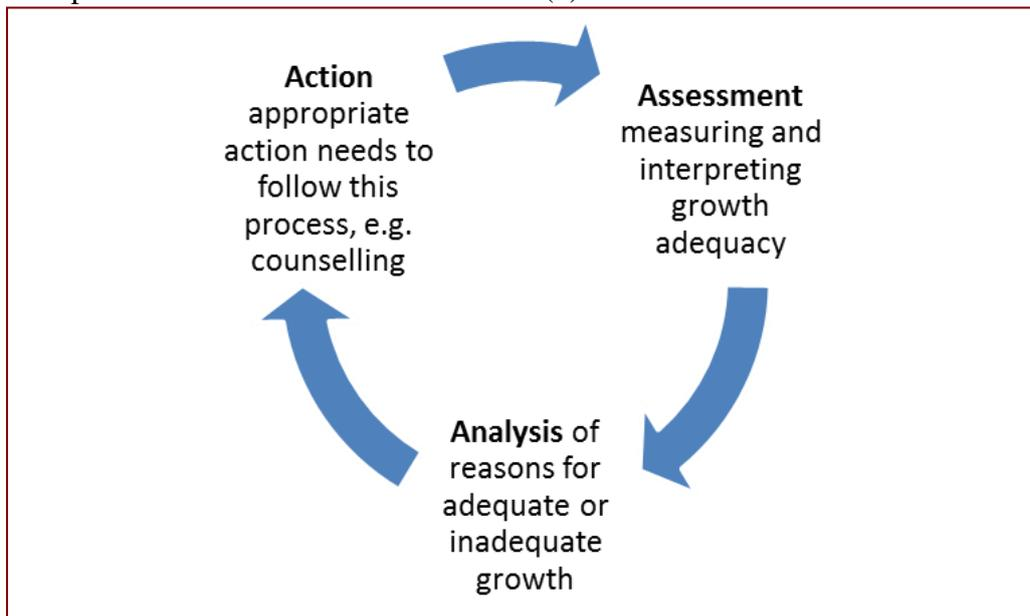 Action
appropriate
action needs to
follow this
process, e.g.
counselling
Assessment
measuring and
interpreting
growth
adequacy
Analysis of
reasons for
adequate or
inadequate
growth